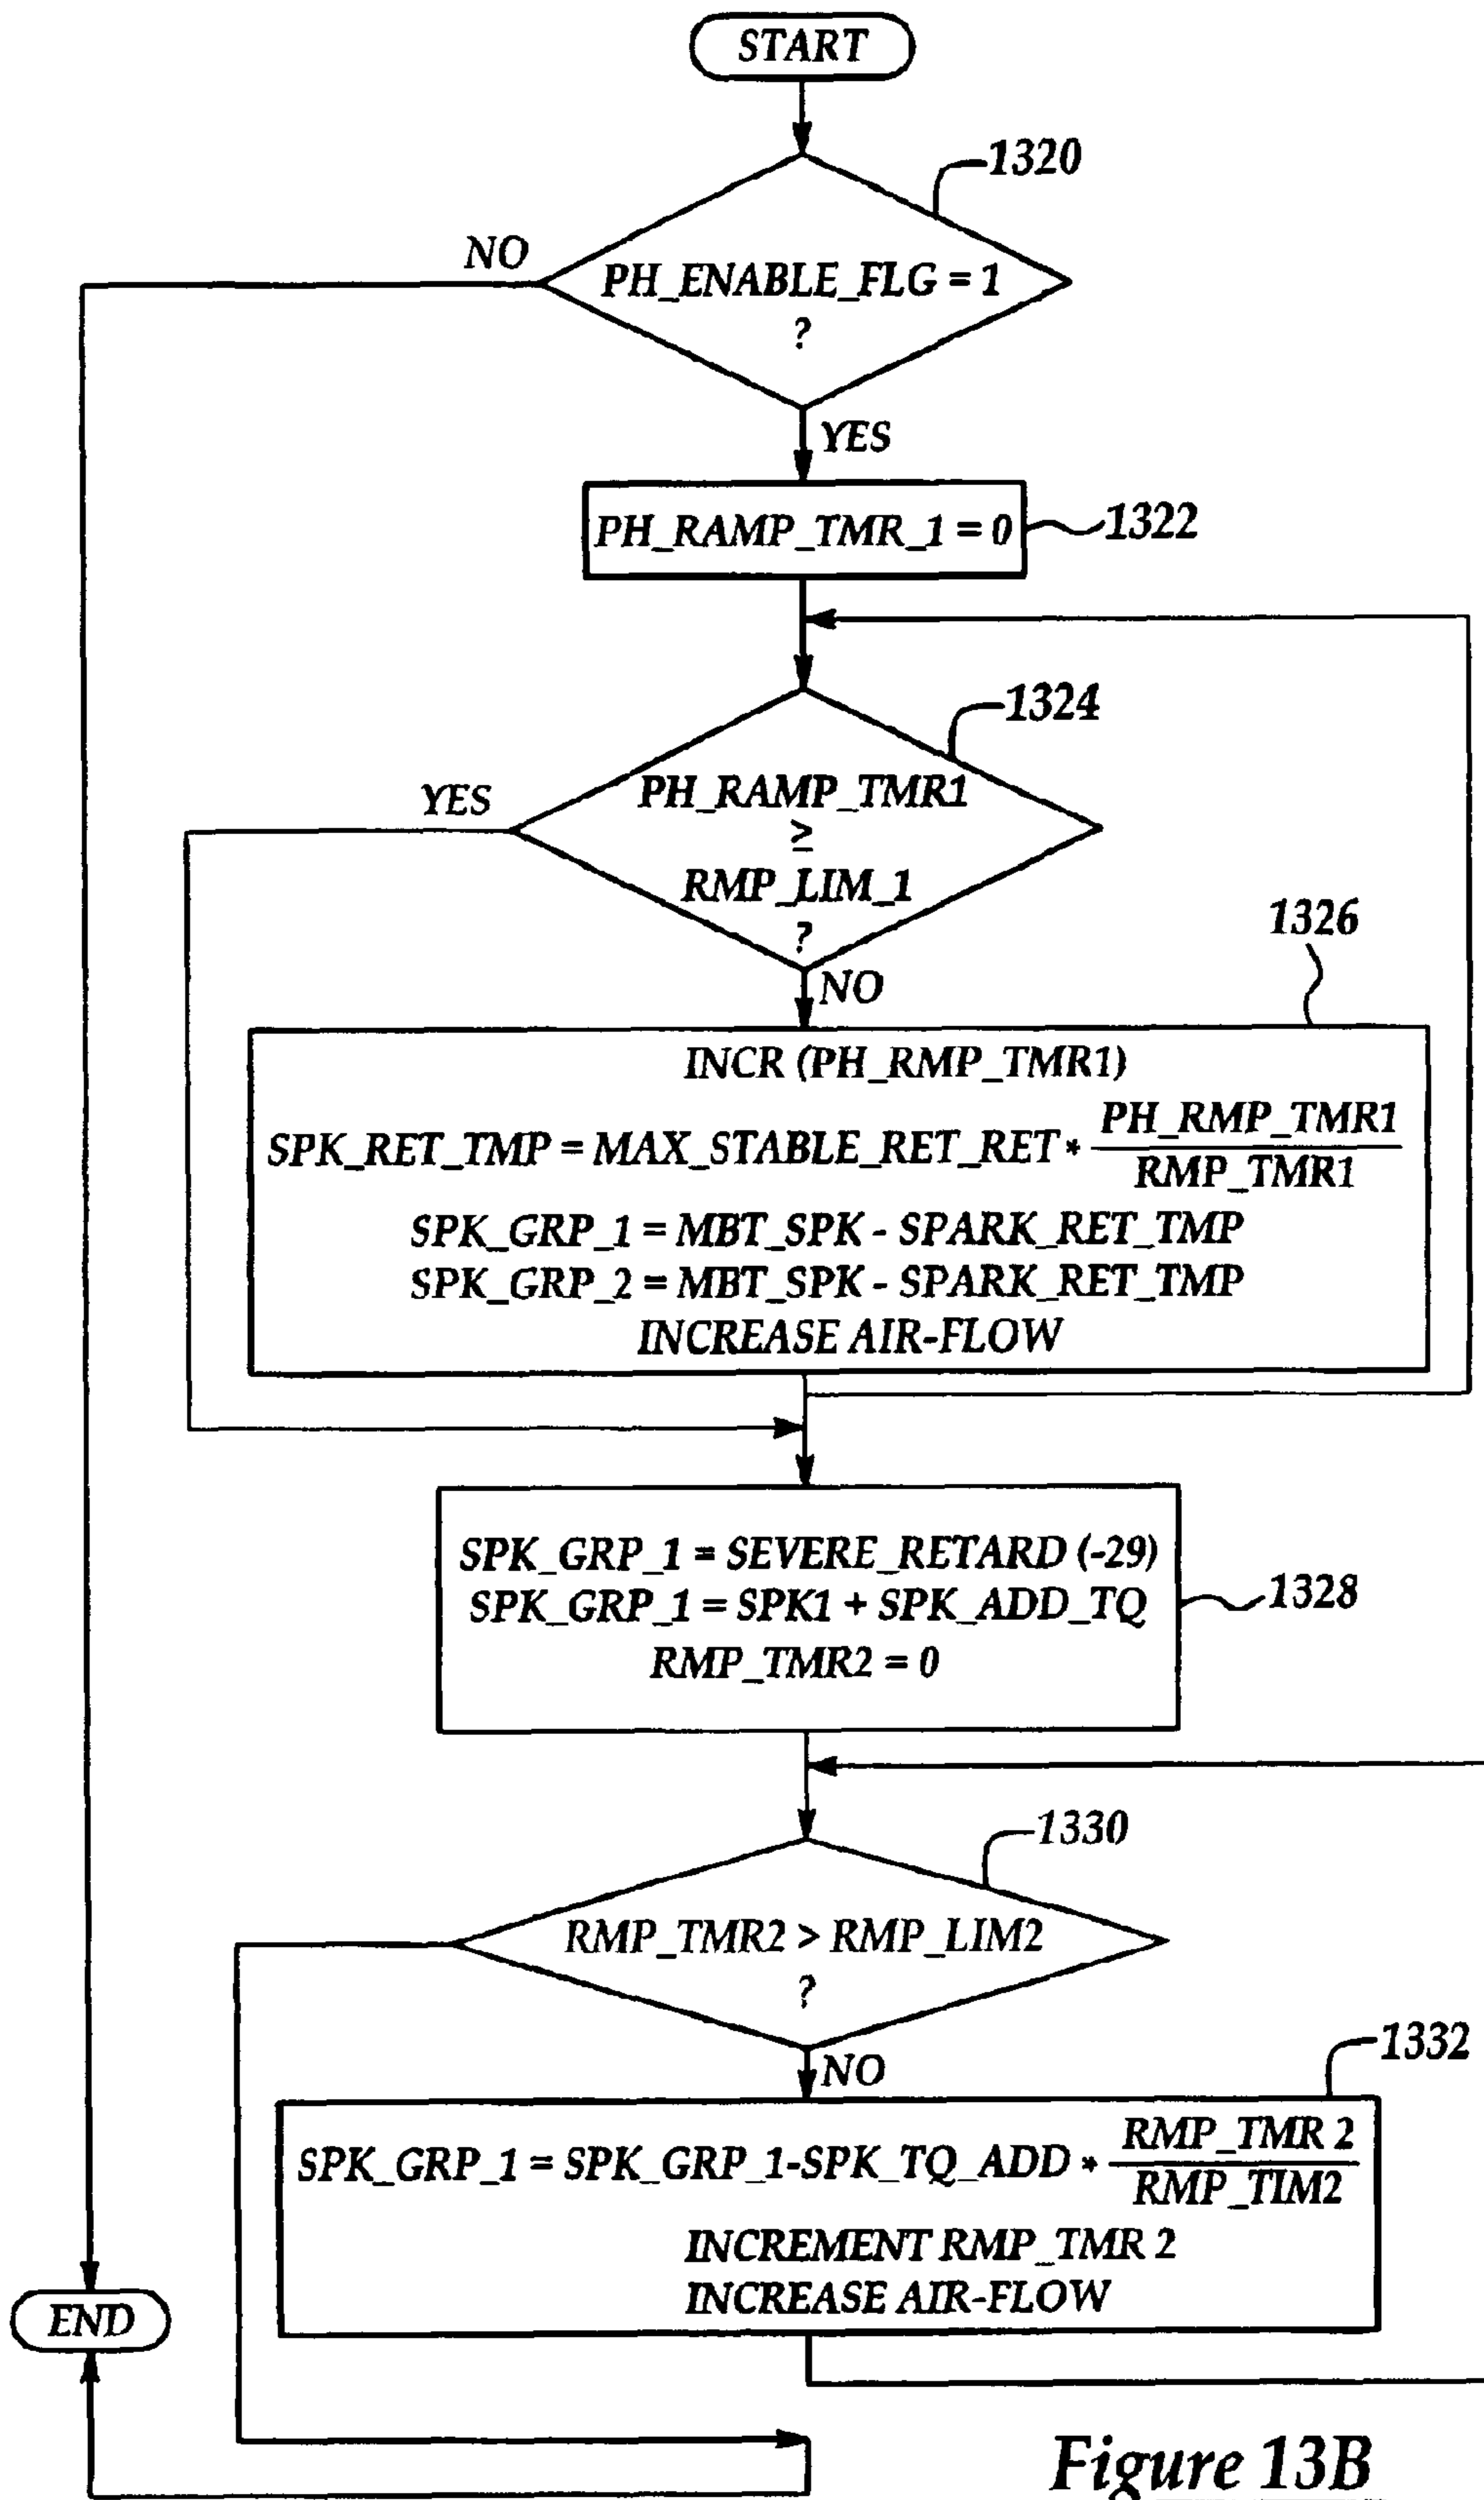 START
1320
NO
PH_ENABLE_FLG = 1
?
YES
PH_RAMP_TMR_1 = 0
1322
1324
YES
PH_RAMP_TMR1
≥
RMP_LIM_1
?
1326
NO
INCR (PH_RMP_TMR1)
SPK_RET_TMP = MAX_STABLE_RET_RET * PH_RMP_TMR1
RMP_TMR1
SPK_GRP_1 = MBT_SPK - SPARK_RET_TMP
SPK_GRP_2 = MBT_SPK - SPARK_RET_TMP
INCREASE AIR-FLOW
SPK_GRP_1 = SEVERE_RETARD (-29)
SPK_GRP_1 = SPK1 + SPK_ADD_TQ
1328
RMP_TMR2 = 0
1330
RMP_TMR2 > RMP_LIM2
?
1332
NO
SPK_GRP_1 = SPK_GRP_1-SPK_TQ_ADD * RMP_TMR 2
RMP_TIM2
INCREMENT RMP_TMR 2
INCREASE AIR-FLOW
END
Figure 13B